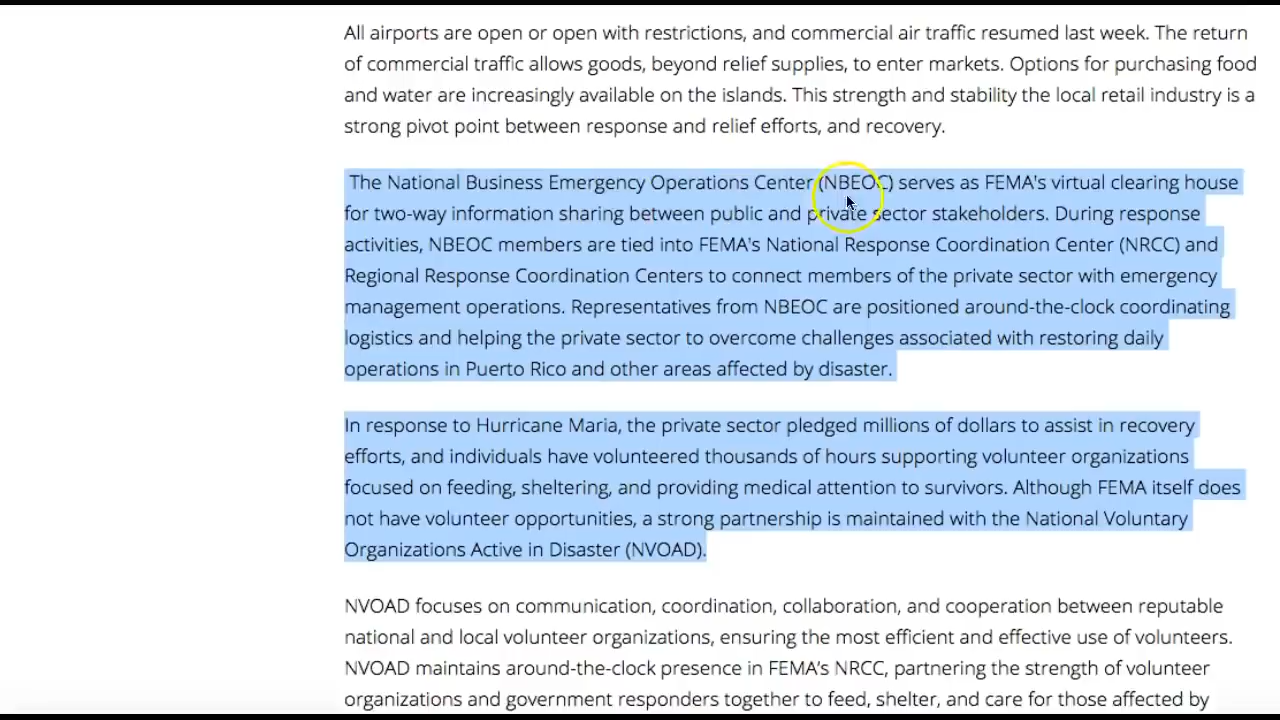 All airports are open or open with restrictions, and commercial air traffic resumed last week. The return
of commercial traffic allows goods, beyond relief supplies, to enter markets. Options for purchasing food
and water are increasingly available on the islands. This strength and stability the local retail industry is a
strong pivot point between response and relief efforts, and recovery.
The National Business Emergency Operations Center (NBEOC) serves as FEMA's virtual clearing house
for two-way information sharing between public and private sector stakeholders. During response
activities, NBEOC members are tied into FEMA's National Response Coordination Center (NRCC) and
Regional Response Coordination Centers to connect members of the private sector with emergency
management operations. Representatives from NBEOC are positioned around-the-clock coordinating
logistics and helping the private sector to overcome challenges associated with restoring daily
operations in Puerto Rico and other areas affected by disaster.
In response to Hurricane Maria, the private sector pledged millions of dollars to assist in recovery
efforts, and individuals have volunteered thousands of hours supporting volunteer organizations
focused on feeding, sheltering, and providing medical attention to survivors. Although FEMA itself does
not have volunteer opportunities, a strong partnership is maintained with the National Voluntary
Organizations Active in Disaster (NVOAD).
NVOAD focuses on communication, coordination, collaboration, and cooperation between reputable
national and local volunteer organizations, ensuring the most efficient and effective use of volunteers.
NVOAD maintains around-the-clock presence in FEMA's NRCC, partnering the strength of volunteer
organizations and government responders together to feed, shelter, and care for those affected by